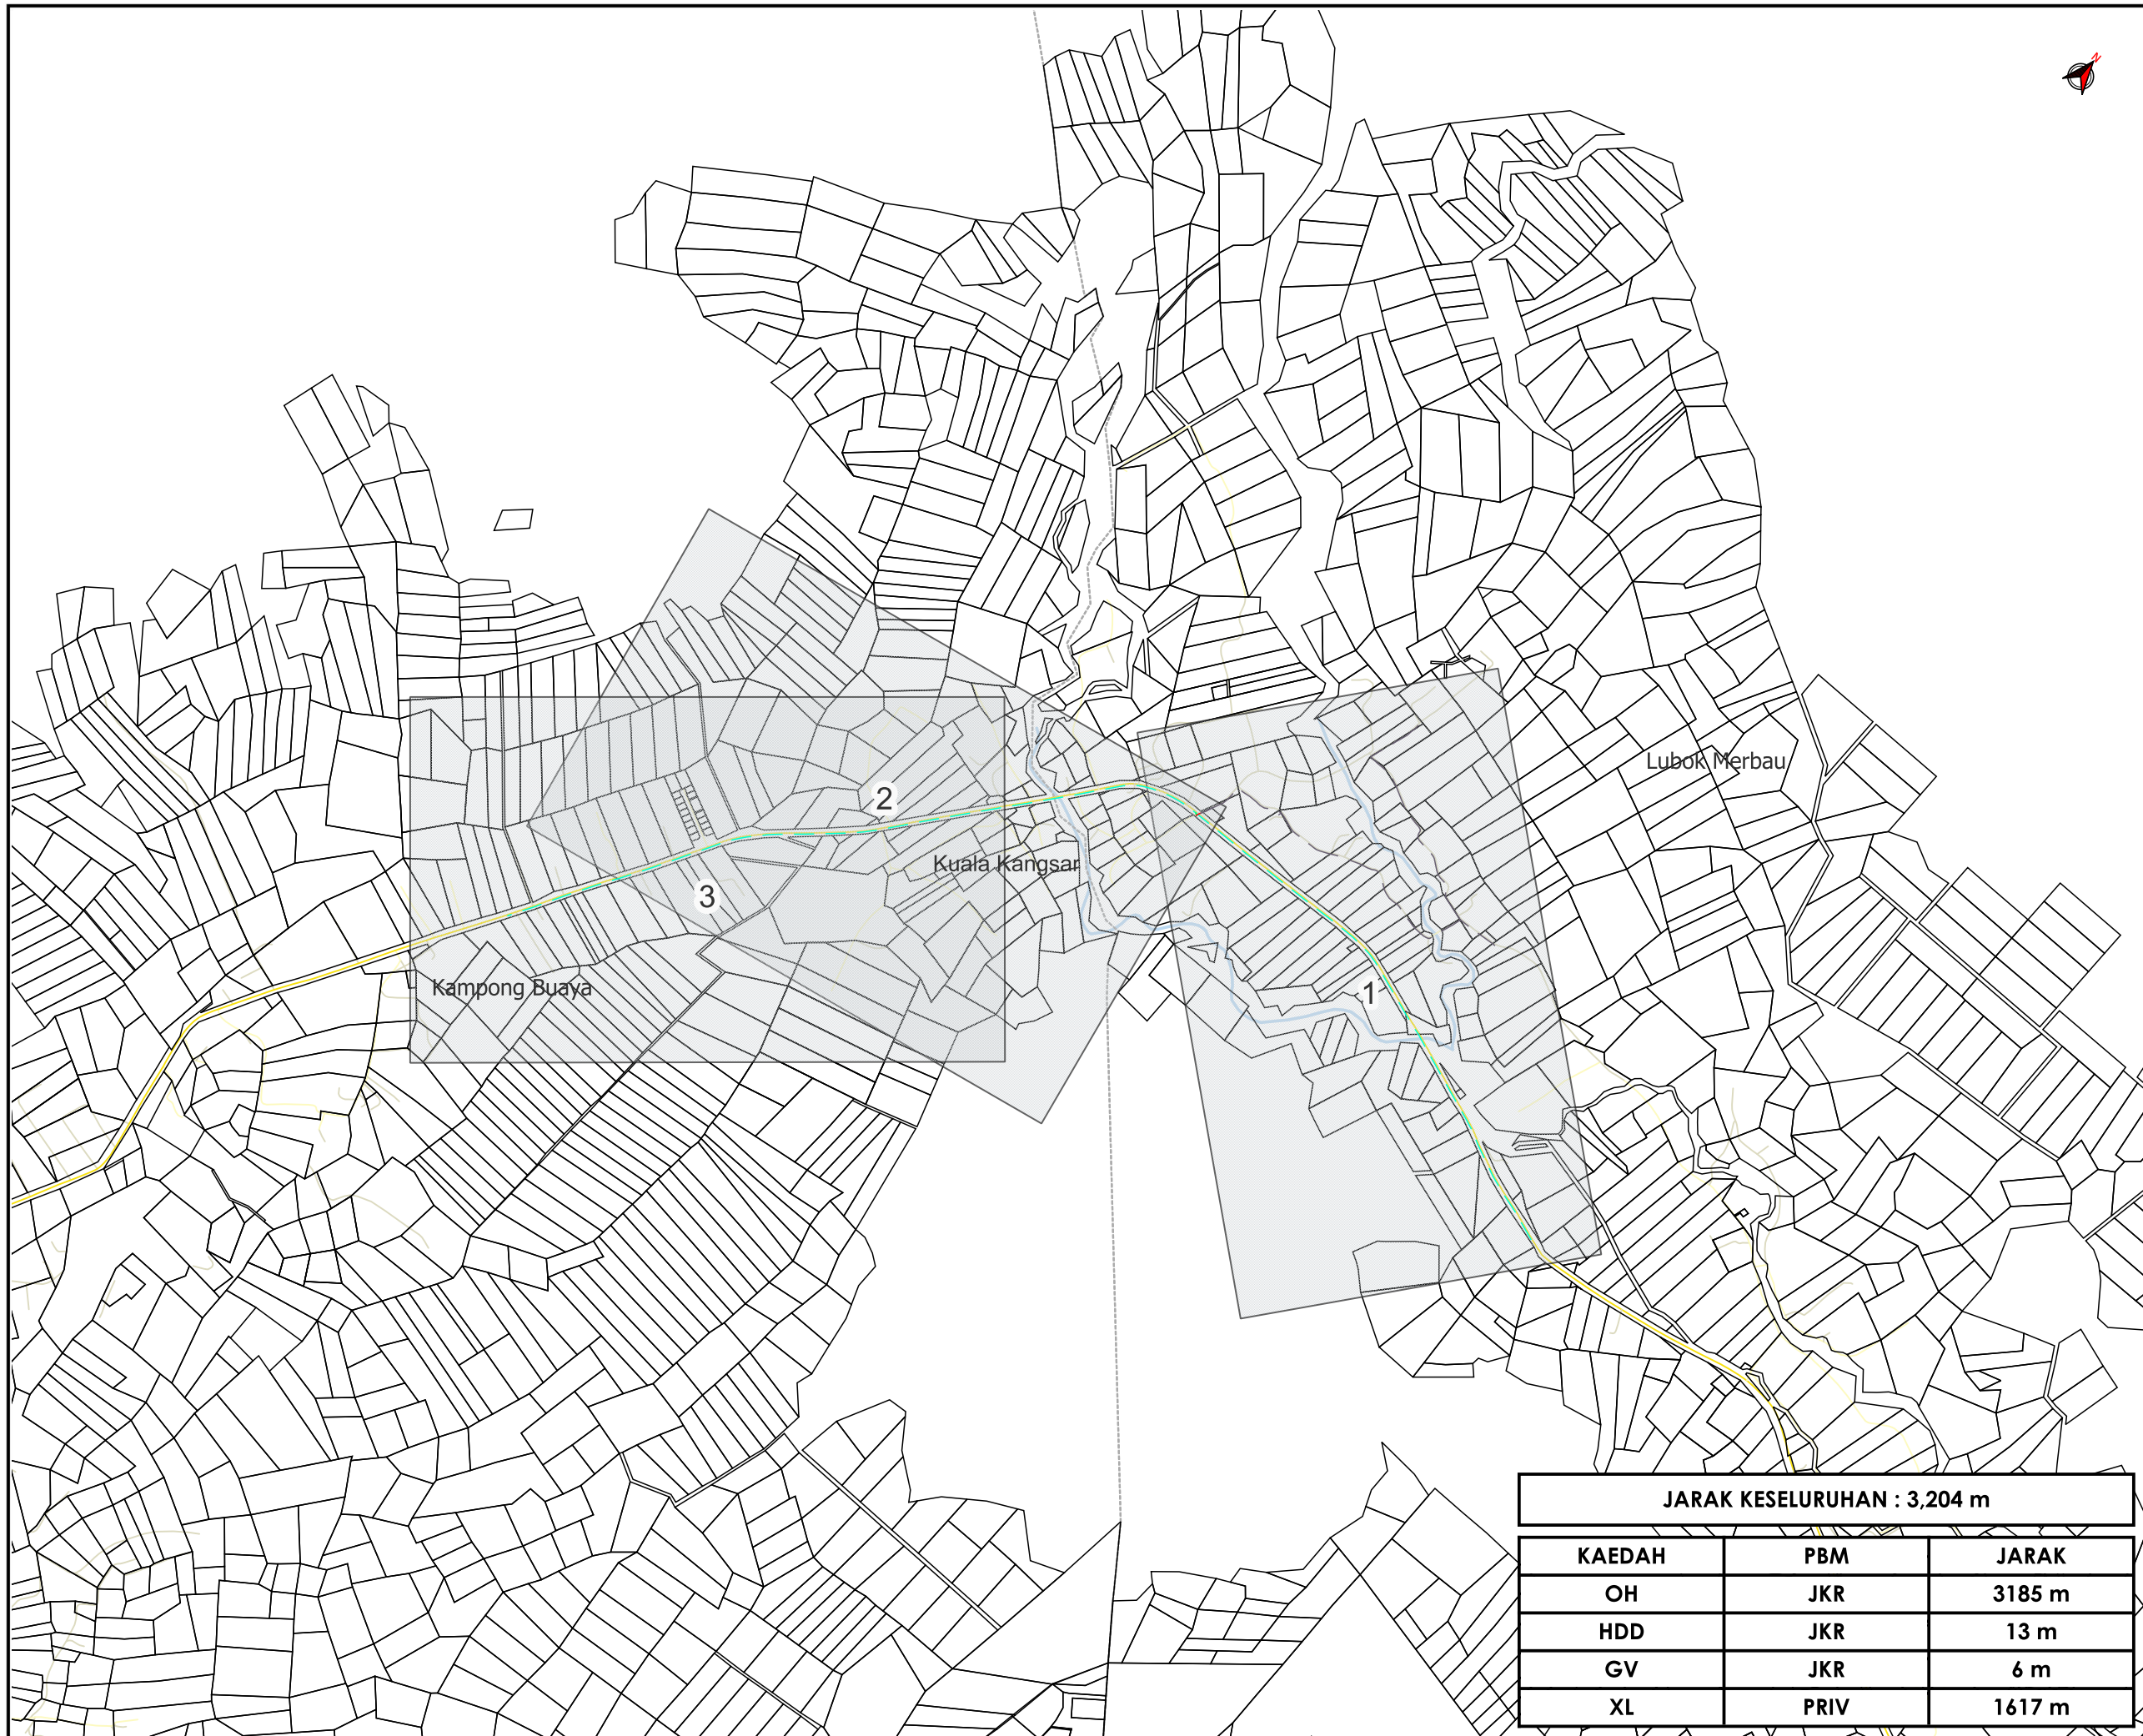 N
Lubok Merbau
2
Kuala Kangsar
3
Kampong Buaya
1
JARAK KESELURUHAN : 3,204 m
KAEDAH PBM JARAK
OH JKR 3185 m
HDD JKR 13 m
GV JKR 6 m
XL PRIV 1617 m